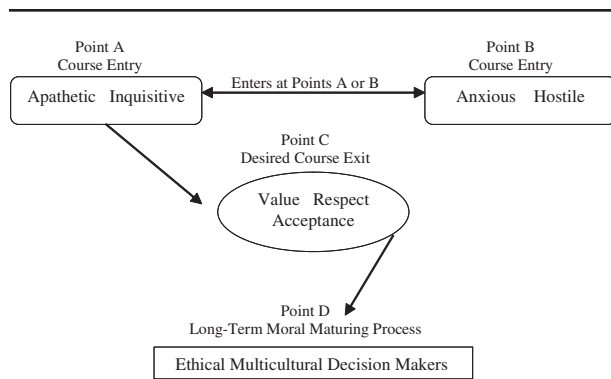 Point A
Course Entry
Point B
Course Entry
Apathetic Inquisitive
Enters at Points A or B
Anxious Hostile
Point C
Desired Course Exit
Value Respect
Acceptance
Point D
Long-Term Moral Maturing Process
Ethical Multicultural Decision Makers